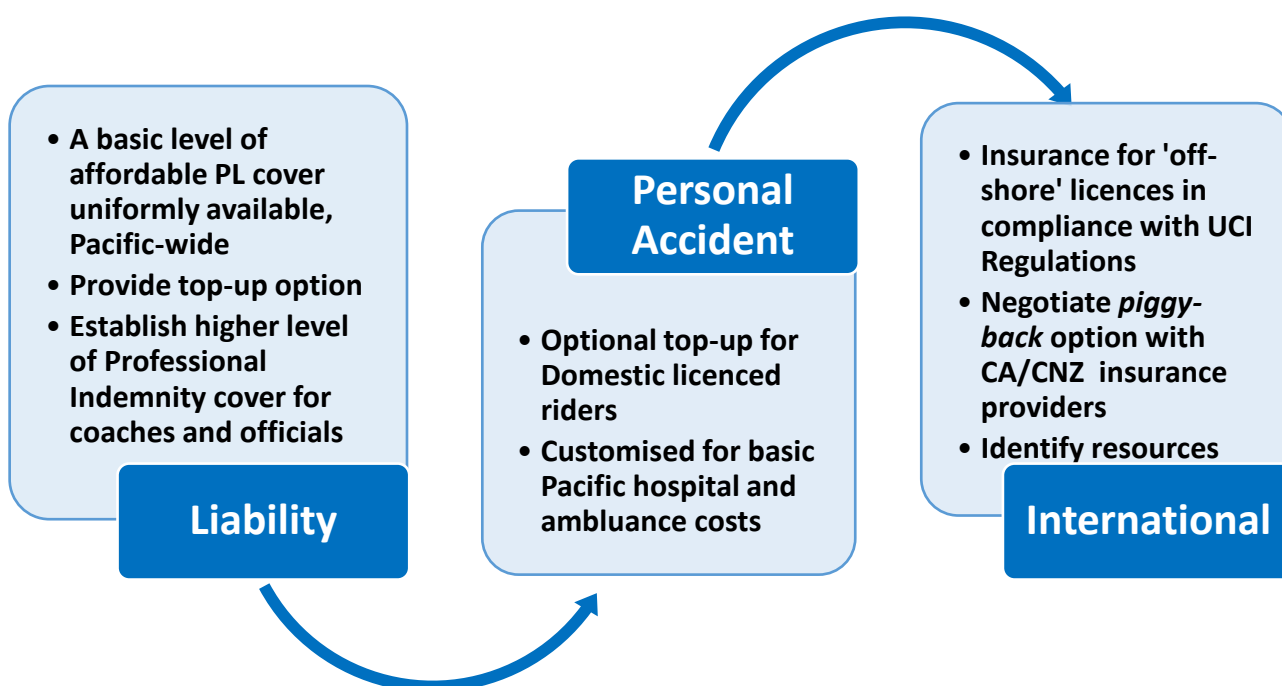 • A basic level of
affordable PL cover
uniformly available,
Pacific-wide
• Provide top-up option
• Establish higher level
of Professional
Indemnity cover for
coaches and officials
Liability
Personal
Accident
• Optional top-up for
Domestic licenced
riders
• Customised for basic
Pacific hospital and
ambluance costs
• Insurance for 'off-
shore' licences in
compliance with UCI
Regulations
• Negotiate piggy-
back option with
CA/CNZ insurance
providers
• Identify resources
International